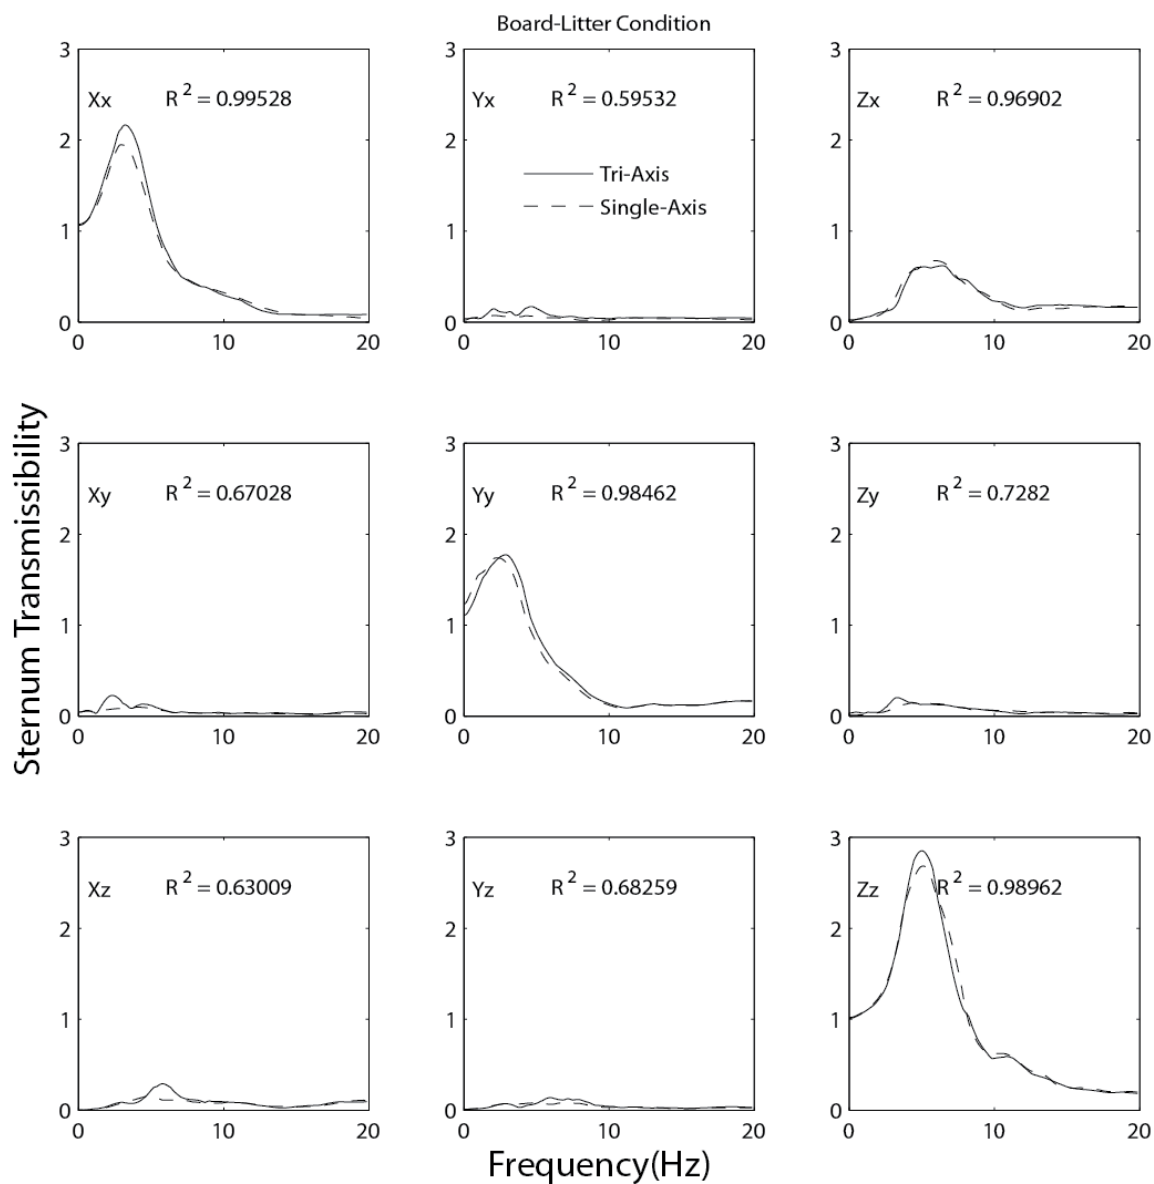 Board-Litter Condition
3
2
1
0
0
10
20
Xx
R 2 = 0.99528
3
2
1
0
0
10
20
Yx
R 2 = 0.59532
Tri-Axis
Single-Axis
3
2
1
0
0
10
20
Zx
R 2 = 0.96902
Sternum Transmissibility
3
2
1
0
0
10
20
Xy
R 2 = 0.67028
3
2
1
0
0
10
20
Yy
R 2 = 0.98462
3
2
1
0
0
10
20
Zy
R 2 = 0.7282
3
2
1
0
0
10
20
Xz
R 2 = 0.63009
3
2
1
0
0
10
20
Yz
R 2 = 0.68259
3
2
1
0
0
10
20
Zz
R 2 = 0.98962
Frequency(Hz)